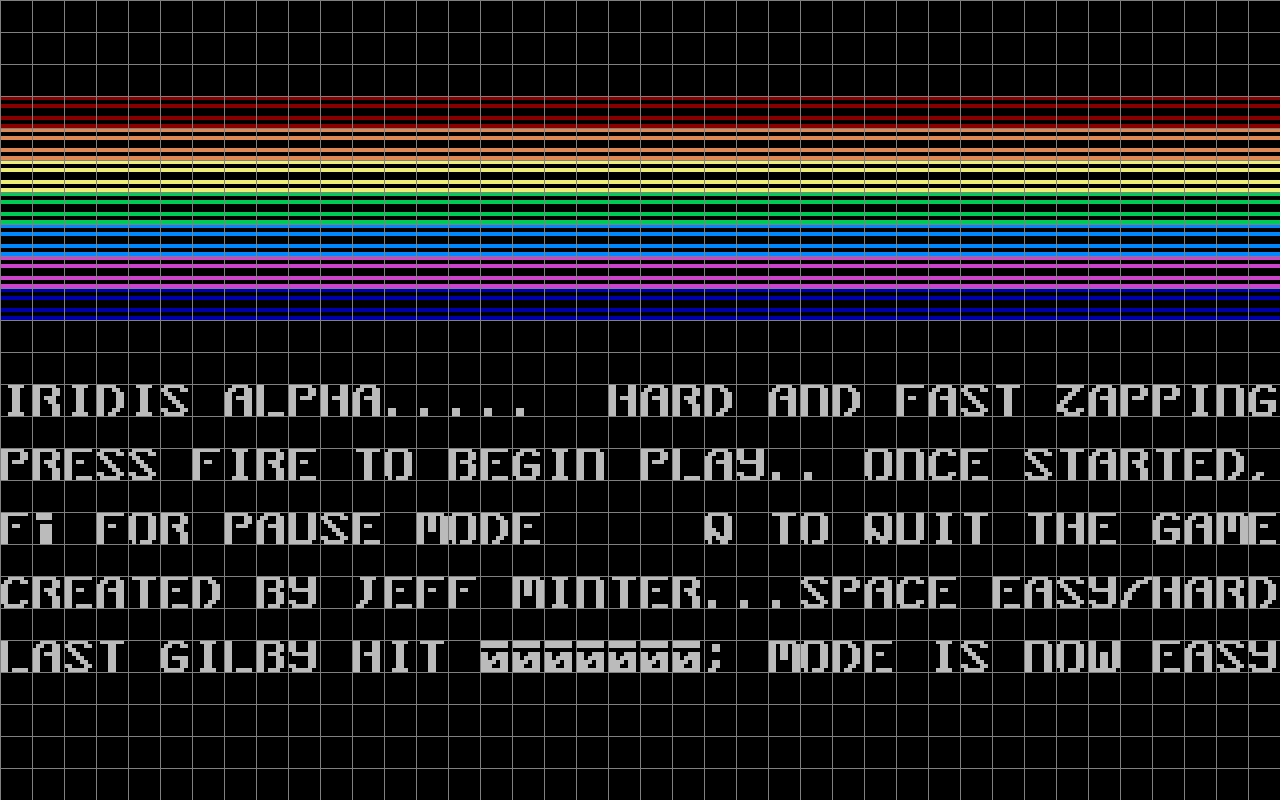 IRIDIS ALPHA..... HARD AND FAST ZAPPING
PRESS FIRE TO BEGIN PLAY.. ONCE STARTED,
F1 FOR PAUSE MODE Q TO QUIT THE GAME
CREATED BY JEFF MINTER...SPACE EASY/HARD
LAST GILBY HIT 0000000; MODE IS NOW EASY